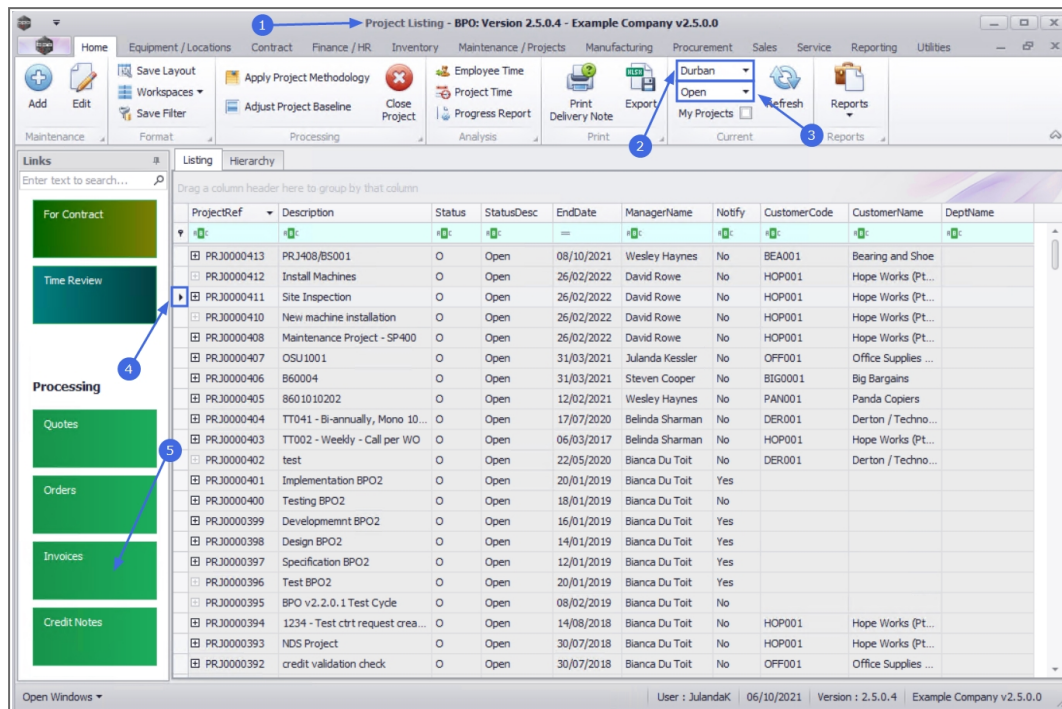 1
Project Listing - BPO: Version 2.5.0.4 - Example Company v2.5.0.0
Home Equipment / Locations Contract Finance / HR Inventory Maintenance / Projects Manufacturing Procurement Sales Service Reporting Utilities
Add
Edit
Maintenance
Save Layout
Workspaces
Save Filter
Format
Apply Project Methodology
Adjust Project Baseline
Close
Project
Processing
Employee Time
Project Time
Progress Report
Analysis
Print
Delivery Note
Export
Print
Durban
Open
My Projects
Refresh
Current
Reports
Reports
2
3
Links
Enter text to search...
For Contract
Time Review
4
Processing
Quotes
5
Orders
Invoices
Credit Notes
Listing Hierarchy
Drag a column header here to group by that column
ProjectRef Description Status StatusDesc EndDate ManagerName Notify CustomerCode CustomerName DeptName
PRJ0000413 PRJ408/BS001 O Open 08/10/2021 Wesley Haynes No BEA001 Bearing and Shoe
PRJ0000412 Install Machines O Open 26/02/2022 David Rowe No HOP001 Hope Works (Pt...
PRJ0000411 Site Inspection O Open 26/02/2022 David Rowe No HOP001 Hope Works (Pt...
PRJ0000410 New machine installation O Open 26/02/2022 David Rowe No HOP001 Hope Works (Pt...
PRJ0000408 Maintenance Project - SP400 O Open 26/02/2022 David Rowe No HOP001 Hope Works (Pt...
PRJ0000407 OSU1001 O Open 31/03/2021 Julanda Kessler No OFF001 Office Supplies ...
PRJ0000406 B60004 O Open 31/03/2021 Steven Cooper No BIG0001 Big Bargains
PRJ0000405 8601010202 O Open 12/02/2021 Wesley Haynes No PAN001 Panda Copiers
PRJ0000404 TT041 - Bi-annually, Mono 10... O Open 17/07/2020 Belinda Sharman No DER001 Derton / Techno...
PRJ0000403 TT002 - Weekly - Call per WO O Open 06/03/2017 Belinda Sharman No HOP001 Hope Works (Pt...
PRJ0000402 test O Open 22/05/2020 Bianca Du Toit No DER001 Derton / Techno...
PRJ0000401 Implementation BPO2 O Open 20/01/2019 Bianca Du Toit Yes
PRJ0000400 Testing BPO2 O Open 18/01/2019 Bianca Du Toit No
PRJ0000399 Developmemnt BPO2 O Open 16/01/2019 Bianca Du Toit Yes
PRJ0000398 Design BPO2 O Open 14/01/2019 Bianca Du Toit Yes
PRJ0000397 Specification BPO2 O Open 12/01/2019 Bianca Du Toit Yes
PRJ0000396 Test BPO2 O Open 20/01/2019 Bianca Du Toit Yes
PRJ0000395 BPO v2.2.0.1 Test Cycle O Open 08/02/2019 Bianca Du Toit No
PRJ0000394 1234 - Test ctrt request crea... O Open 14/08/2018 Bianca Du Toit No HOP001 Hope Works (Pt...
PRJ0000393 NDS Project O Open 30/07/2018 Bianca Du Toit No HOP001 Hope Works (Pt...
PRJ0000392 credit validation check O Open 30/07/2018 Bianca Du Toit No OFF001 Office Supplies ...
Open Windows
User : JulandaK 06/10/2021 Version : 2.5.0.4 Example Company v2.5.0.0